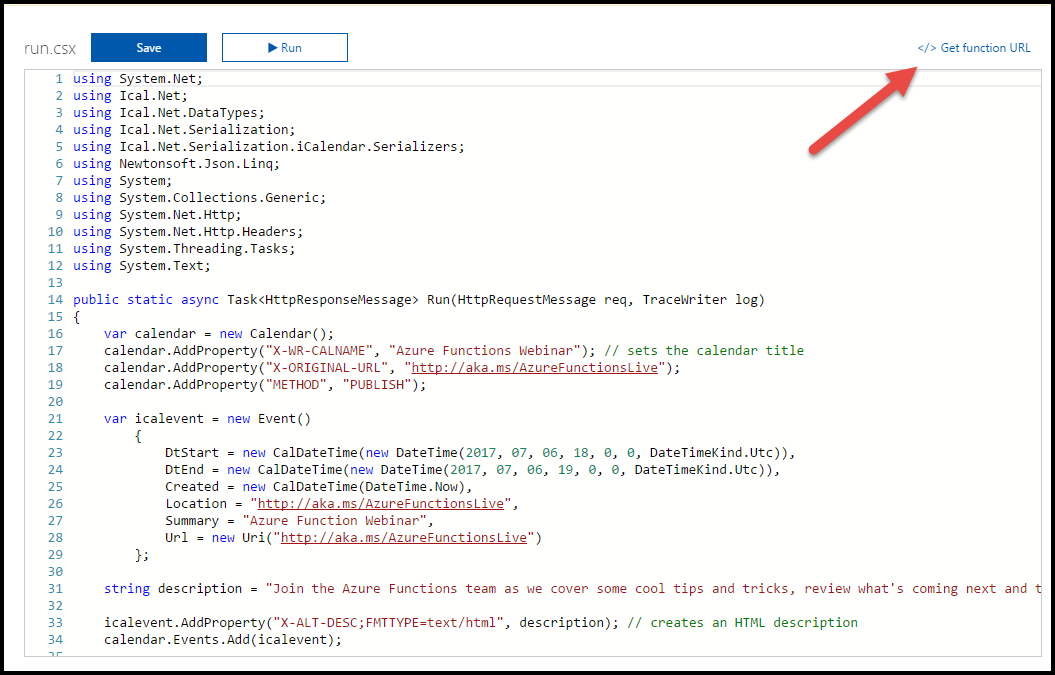 run.csx Save Run </> Get function URL
1 using System.Net;
2 using Ical.Net;
3 using Ical.Net.DataTypes;
4 using Ical.Net.Serialization;
5 using Ical.Net.Serialization.iCalendar.Serializers;
6 using Newtonsoft.Json.Linq;
7 using System;
8 using System.Collections.Generic;
9 using System.Net.Http;
10 using System.Net.Http.Headers;
11 using System.Threading.Tasks;
12 using System.Text;
13
14 public static async Task<HttpResponseMessage> Run(HttpRequestMessage req, TraceWriter log)
15 {
16     var calendar = new Calendar();
17     calendar.AddProperty("X-WR-CALNAME", "Azure Functions Webinar"); // sets the calendar title
18     calendar.AddProperty("X-ORIGINAL-URL", "http://aka.ms/AzureFunctionsLive");
19     calendar.AddProperty("METHOD", "PUBLISH");
20
21     var icalevent = new Event()
22         {
23             DtStart = new CalDateTime(new DateTime(2017, 07, 06, 18, 0, 0, DateTimeKind.Utc)),
24             DtEnd = new CalDateTime(new DateTime(2017, 07, 06, 19, 0, 0, DateTimeKind.Utc)),
25             Created = new CalDateTime(DateTime.Now),
26             Location = "http://aka.ms/AzureFunctionsLive",
27             Summary = "Azure Function Webinar",
28             Url = new Uri("http://aka.ms/AzureFunctionsLive")
29         };
30
31     string description = "Join the Azure Functions team as we cover some cool tips and tricks, review what's coming next and t
32
33     icalevent.AddProperty("X-ALT-DESC;FMTTYPE=text/html", description); // creates an HTML description
34     calendar.Events.Add(icalevent);